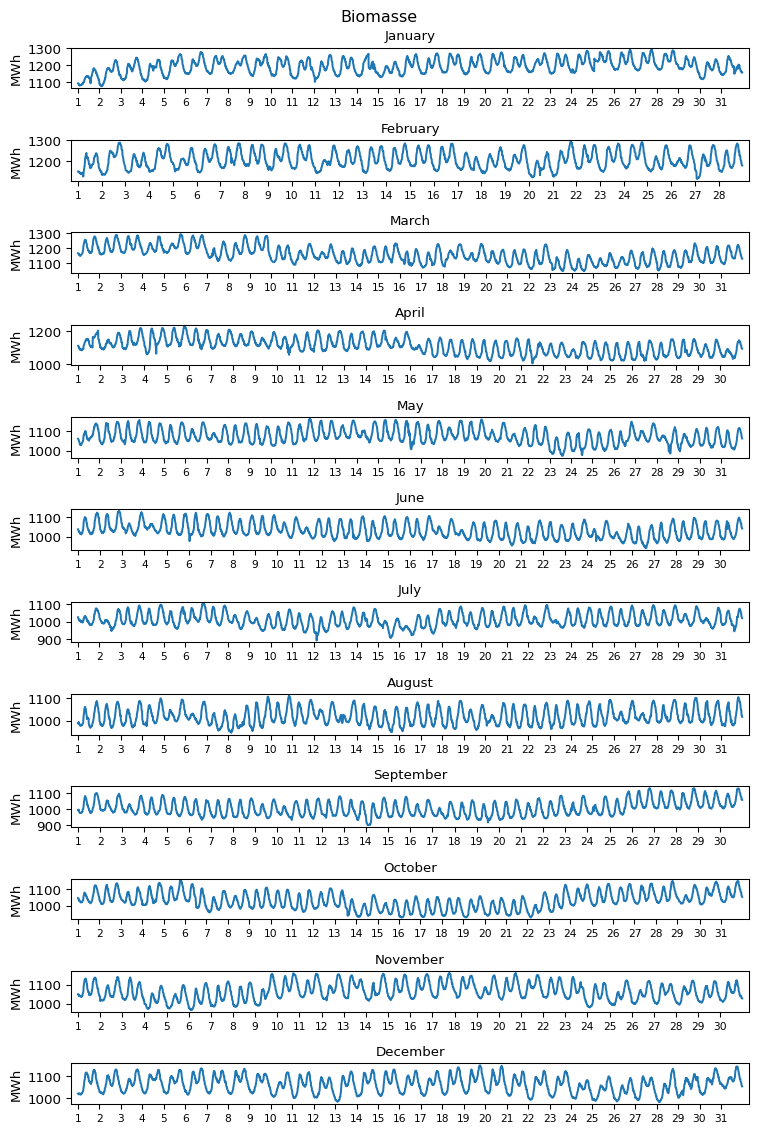 Biomasse
January
MWh
1300
1200
1100
1 2 3 4 5 6 7 8 9 10 11 12 13 14 15 16 17 18 19 20 21 22 23 24 25 26 27 28 29 30 31
February
MWh
1300
1200
1 2 3 4 5 6 7 8 9 10 11 12 13 14 15 16 17 18 19 20 21 22 23 24 25 26 27 28
March
MWh
1300
1200
1100
1 2 3 4 5 6 7 8 9 10 11 12 13 14 15 16 17 18 19 20 21 22 23 24 25 26 27 28 29 30 31
April
MWh
1200
1000
1 2 3 4 5 6 7 8 9 10 11 12 13 14 15 16 17 18 19 20 21 22 23 24 25 26 27 28 29 30
May
MWh
1100
1000
1 2 3 4 5 6 7 8 9 10 11 12 13 14 15 16 17 18 19 20 21 22 23 24 25 26 27 28 29 30 31
June
MWh
1100
1000
1 2 3 4 5 6 7 8 9 10 11 12 13 14 15 16 17 18 19 20 21 22 23 24 25 26 27 28 29 30
July
MWh
1100
1000
900
1 2 3 4 5 6 7 8 9 10 11 12 13 14 15 16 17 18 19 20 21 22 23 24 25 26 27 28 29 30 31
August
MWh
1100
1000
1 2 3 4 5 6 7 8 9 10 11 12 13 14 15 16 17 18 19 20 21 22 23 24 25 26 27 28 29 30 31
September
MWh
1100
1000
900
1 2 3 4 5 6 7 8 9 10 11 12 13 14 15 16 17 18 19 20 21 22 23 24 25 26 27 28 29 30
October
MWh
1100
1000
1 2 3 4 5 6 7 8 9 10 11 12 13 14 15 16 17 18 19 20 21 22 23 24 25 26 27 28 29 30 31
November
MWh
1100
1000
1 2 3 4 5 6 7 8 9 10 11 12 13 14 15 16 17 18 19 20 21 22 23 24 25 26 27 28 29 30
December
MWh
1100
1000
1 2 3 4 5 6 7 8 9 10 11 12 13 14 15 16 17 18 19 20 21 22 23 24 25 26 27 28 29 30 31